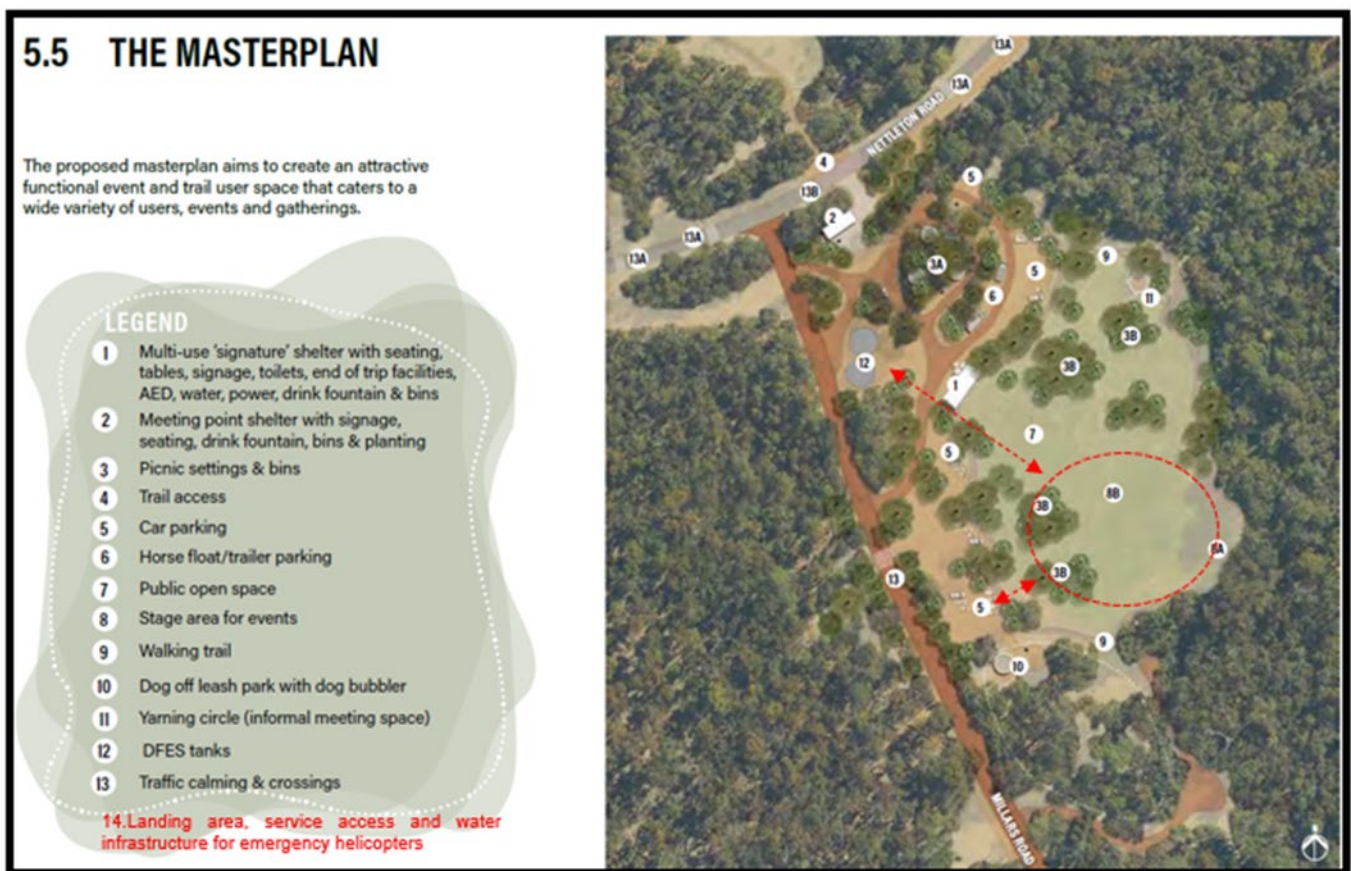 5.5 THE MASTERPLAN
The proposed masterplan aims to create an attractive
functional event and trail user space that caters to a
wide variety of users, events and gatherings.
LEGEND
1 Multi-use 'signature' shelter with seating,
tables, signage, toilets, end of trip facilities,
AED, water, power, drink fountain & bins
2 Meeting point shelter with signage,
seating, drink fountain, bins & planting
3 Picnic settings & bins
4 Trail access
5 Car parking
6 Horse float/trailer parking
7 Public open space
8 Stage area for events
9 Walking trail
10 Dog off leash park with dog bubbler
11 Yarning circle (informal meeting space)
12 DFES tanks
13 Traffic calming & crossings
14.Landing area, service access and water
infrastructure for emergency helicopters
13A
13A
NETTLETON ROAD
4
5
13B
2
13A
13A
3A
9
5
6
11
3B
12
3B
1
7
5
8B
3B
8A
3B
13
5
9
10
MILLARS ROAD